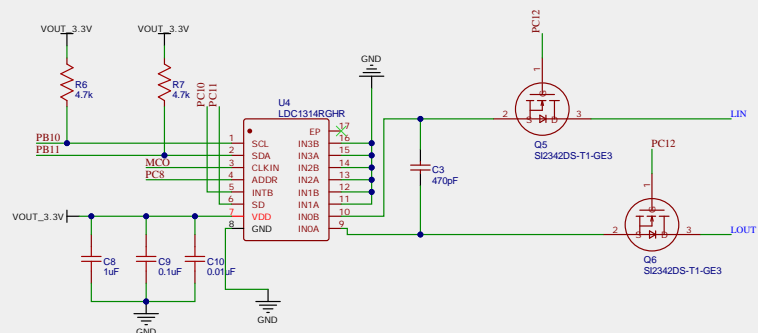 VOUT_3.3V
VOUT_3.3V
R6
4.7k
R7
4.7k
PC10
PC11
PB10
PB11
MCO
PC8
U4
LDC1314RGHR
1 SCL
2 SDA
3 CLKIN
4 ADDR
5 INTB
6 SD
7 VDD
8 GND
EP 17
IN3B 16
IN3A 15
IN2B 14
IN2A 13
IN1B 12
IN1A 11
IN0B 10
IN0A 9
GND
C3
470pF
PC12
1
G
2 S D 3
Q5
SI2342DS-T1-GE3
LIN
PC12
1
G
2 S D 3
Q6
SI2342DS-T1-GE3
LOUT
VOUT_3.3V
C8
1uF
C9
0.1uF
C10
0.01uF
GND
GND